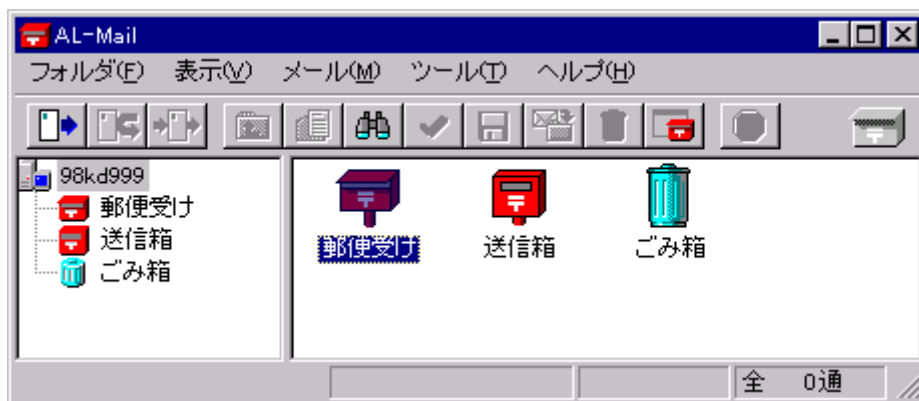 AL-Mail
フォルダ(F) 表示(V) メール(M) ツール(T) ヘルプ(H)
98kd999
郵便受け
送信箱
ごみ箱
郵便受け 送信箱 ごみ箱
全 0通